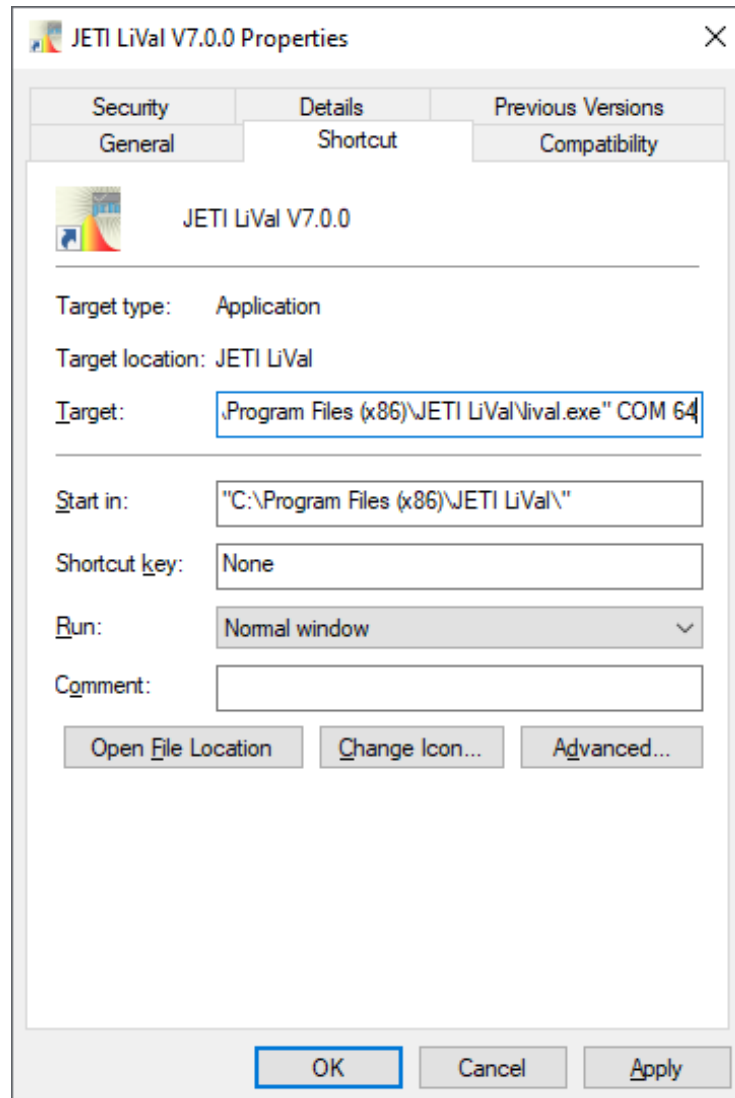 JETI LiVal V7.0.0 Properties
Security Details Previous Versions
General Shortcut Compatibility
JETI LiVal V7.0.0
Target type: Application
Target location: JETI LiVal
Target: \Program Files (x86)\JETI LiVal\lival.exe" COM 64
Start in: "C:\Program Files (x86)\JETI LiVal\"
Shortcut key: None
Run: Normal window
Comment:
Open File Location Change Icon... Advanced...
OK Cancel Apply